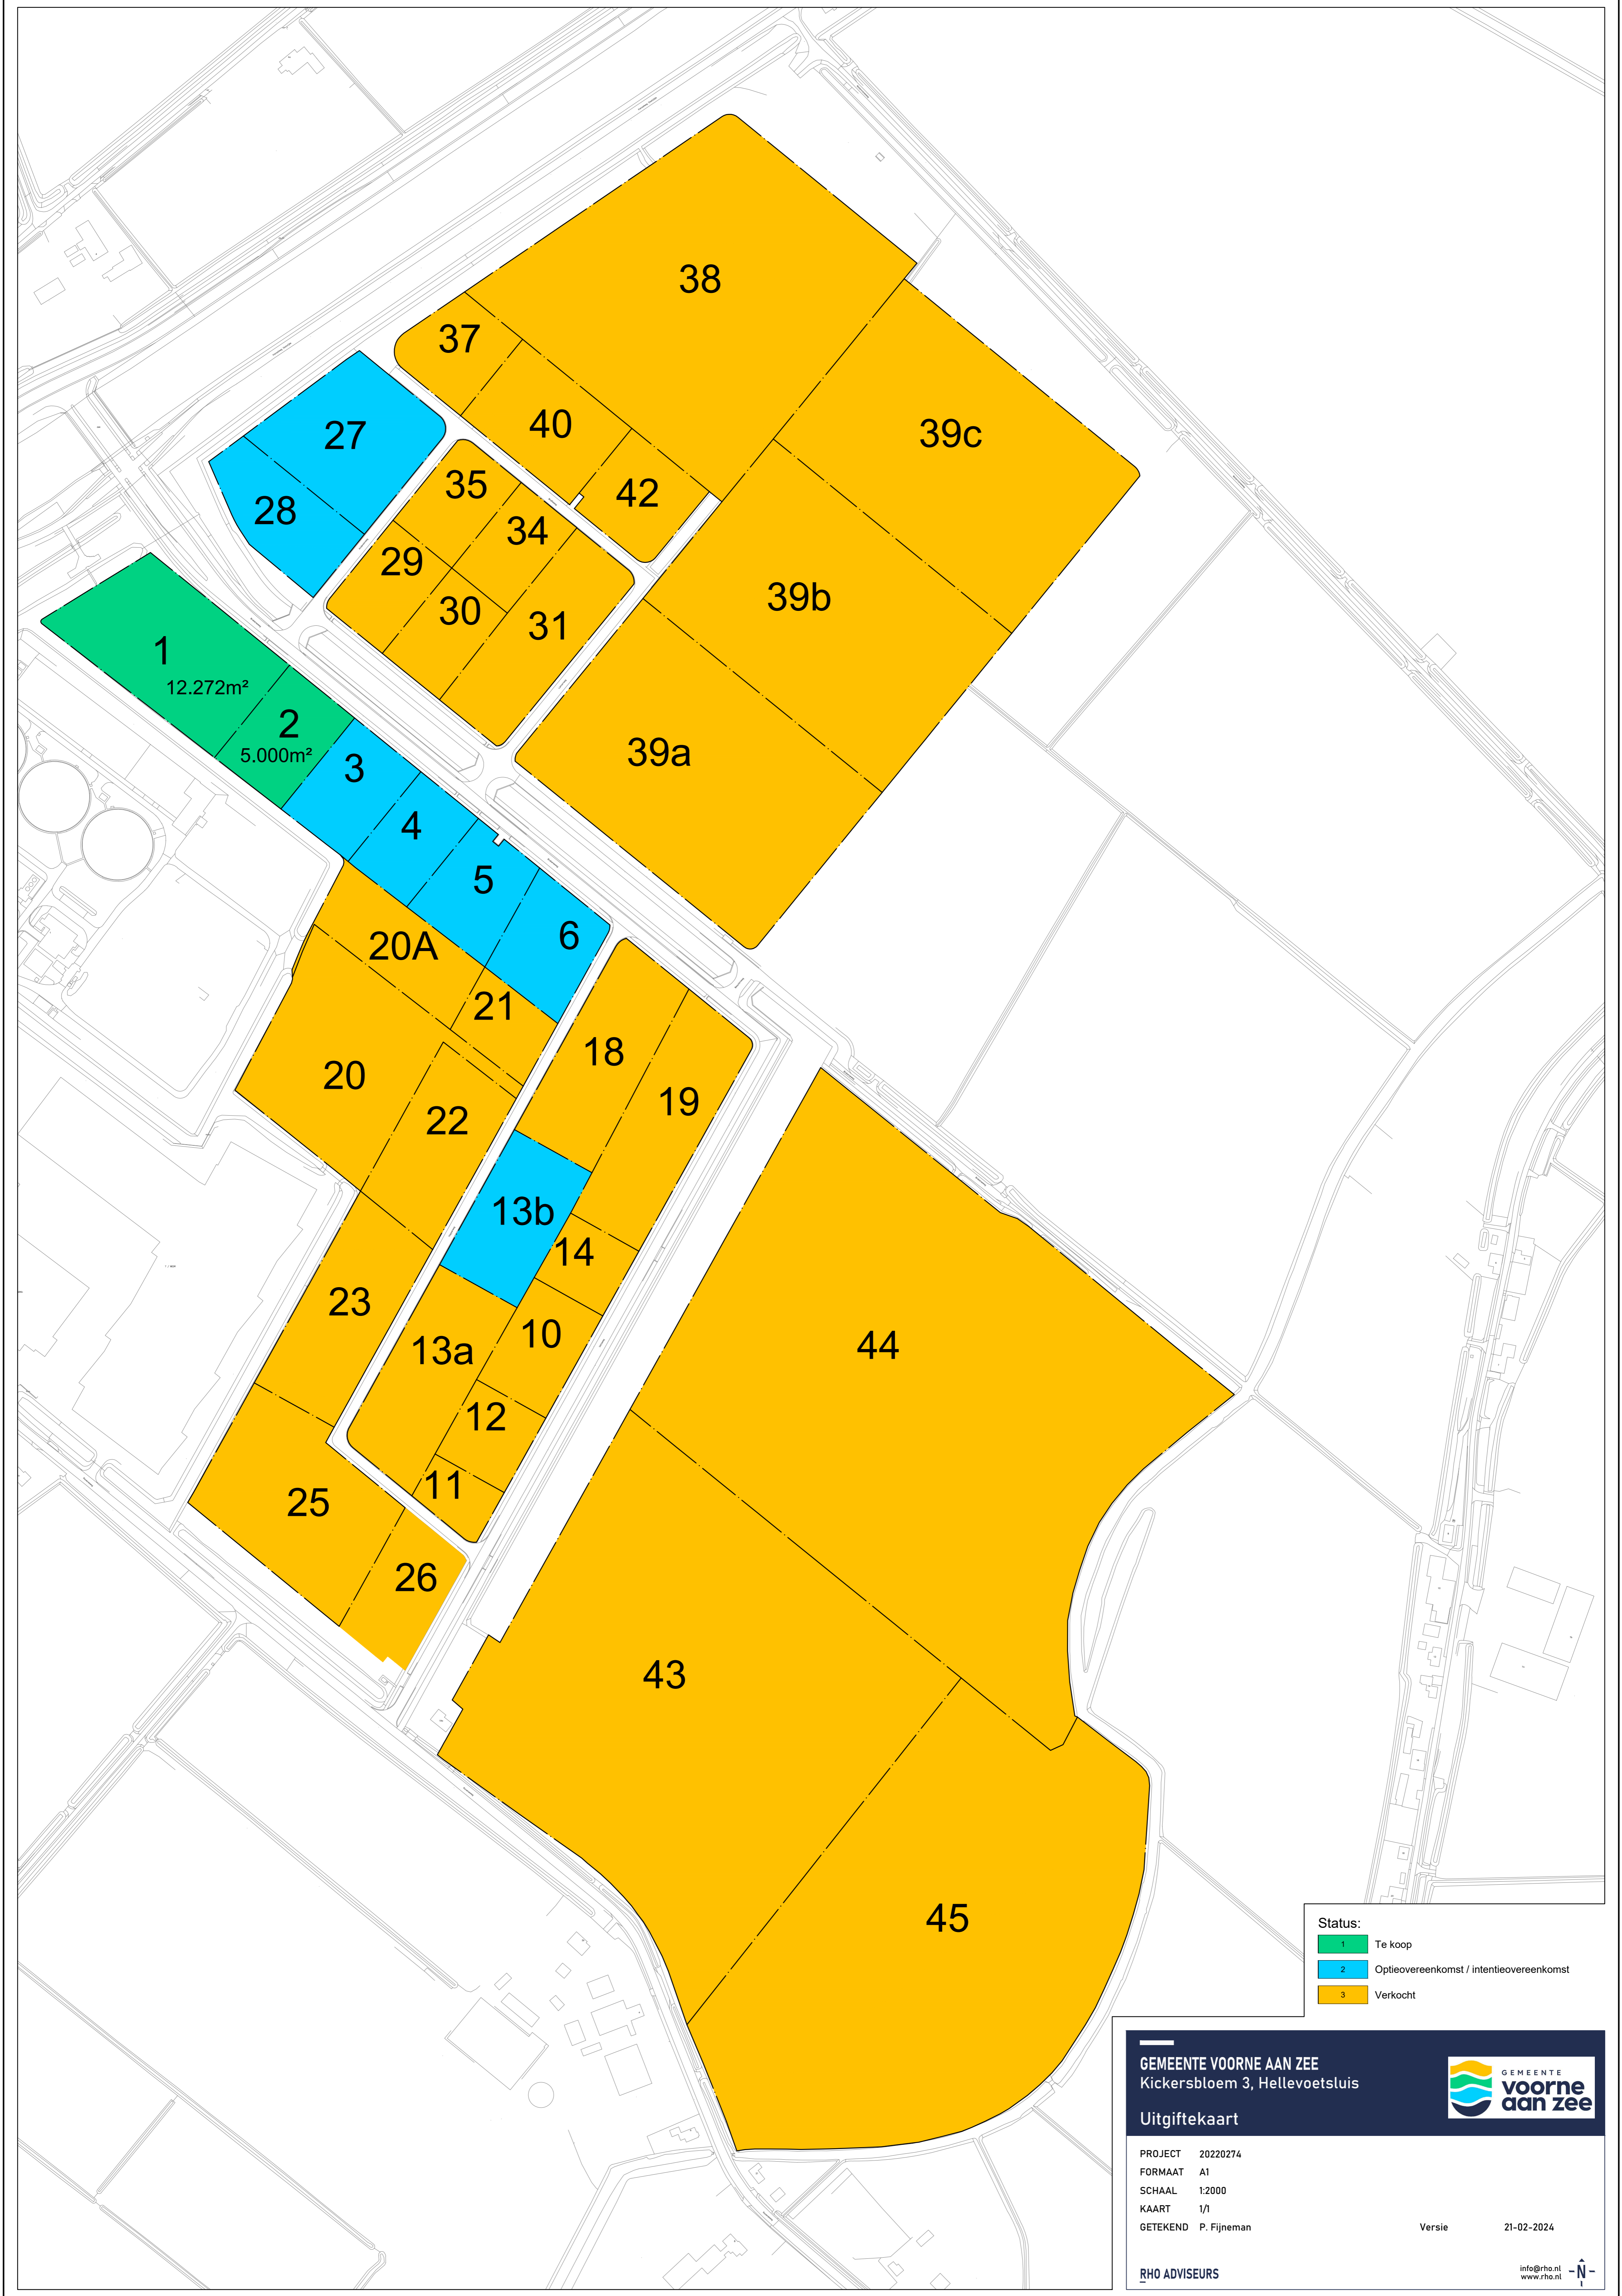 38
37
40
39c
27
35
42
28
34
29
39b
30
31
1
12.272m²
2
5.000m²
39a
3
4
5
6
20A
21
18
20
19
22
13b
14
23
10
13a
44
12
11
25
26
43
45
Status:
1 Te koop
2 Optieovereenkomst / intentieovereenkomst
3 Verkocht
GEMEENTE VOORNE AAN ZEE
Kickersbloem 3, Hellevoetsluis
Uitgiftekaart
GEMEENTE
voorne
aan zee
PROJECT 20220274
FORMAAT A1
SCHAAL 1:2000
KAART 1/1
GETEKEND P. Fijneman Versie 21-02-2024
RHO ADVISEURS
info@rho.nl
www.rho.nl
N